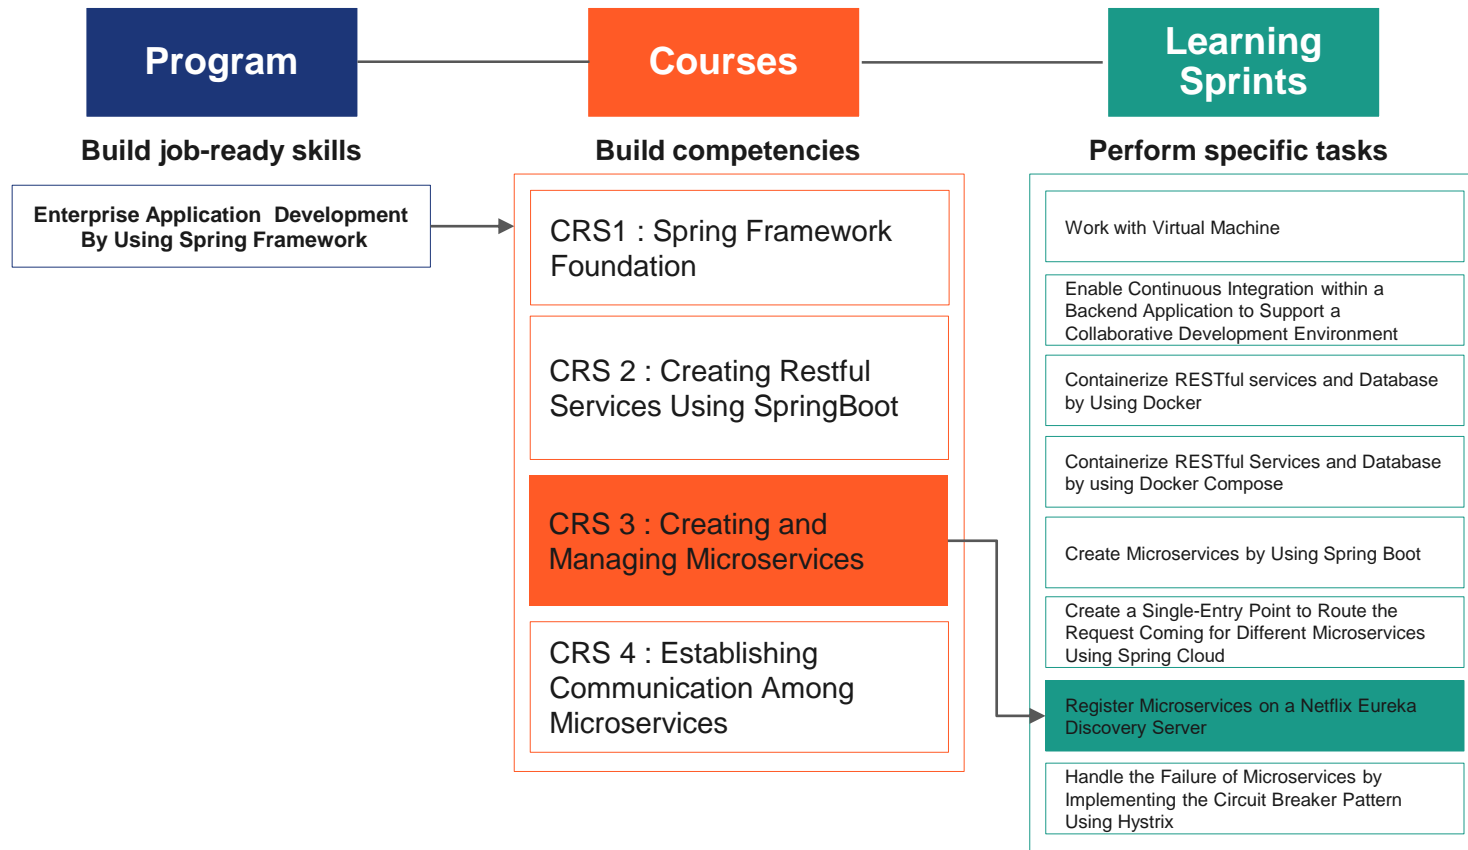 Program
Courses
Learning
Sprints
Build job-ready skills
Build competencies
Perform specific tasks
Enterprise Application Development
By Using Spring Framework
CRS1 : Spring Framework
Foundation
CRS 2 : Creating Restful
Services Using SpringBoot
CRS 3 : Creating and
Managing Microservices
CRS 4 : Establishing
Communication Among
Microservices
Work with Virtual Machine
Enable Continuous Integration within a
Backend Application to Support a
Collaborative Development Environment
Containerize RESTful services and Database
by Using Docker
Containerize RESTful Services and Database
by using Docker Compose
Create Microservices by Using Spring Boot
Create a Single-Entry Point to Route the
Request Coming for Different Microservices
Using Spring Cloud
Register Microservices on a Netflix Eureka
Discovery Server
Handle the Failure of Microservices by
Implementing the Circuit Breaker Pattern
Using Hystrix